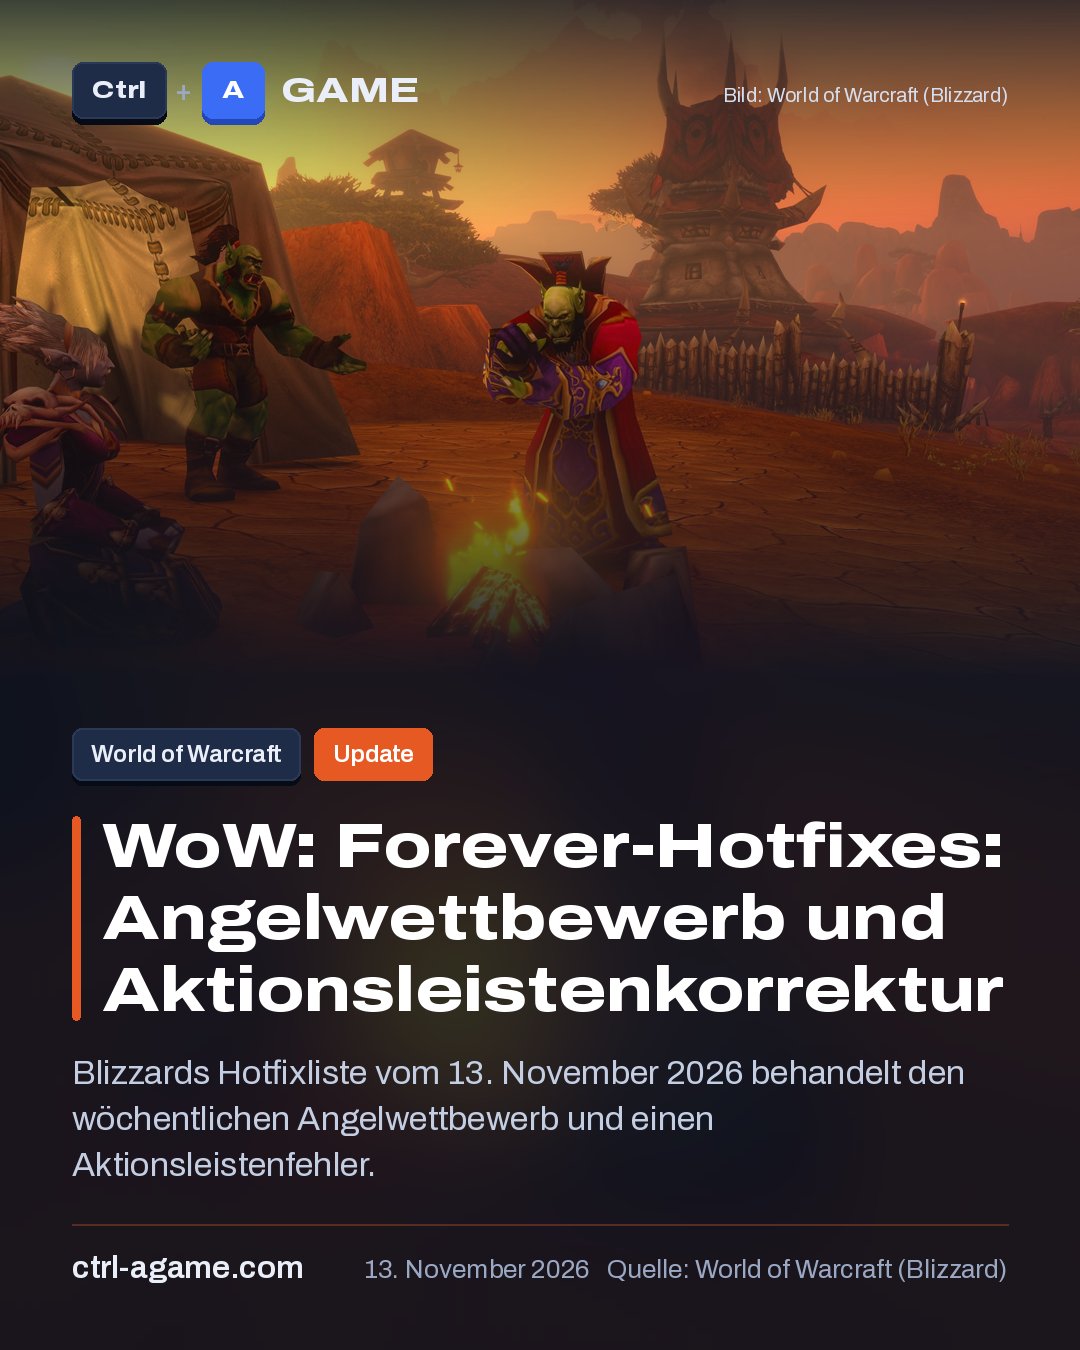 Ctrl + A GAME
Bild: World of Warcraft (Blizzard)
World of Warcraft Update
WoW: Forever-Hotfixes:
Angelwettbewerb und
Aktionsleistenkorrektur
Blizzards Hotfixliste vom 13. November 2026 behandelt den
wöchentlichen Angelwettbewerb und einen
Aktionsleistenfehler.
ctrl-agame.com 13. November 2026 Quelle: World of Warcraft (Blizzard)